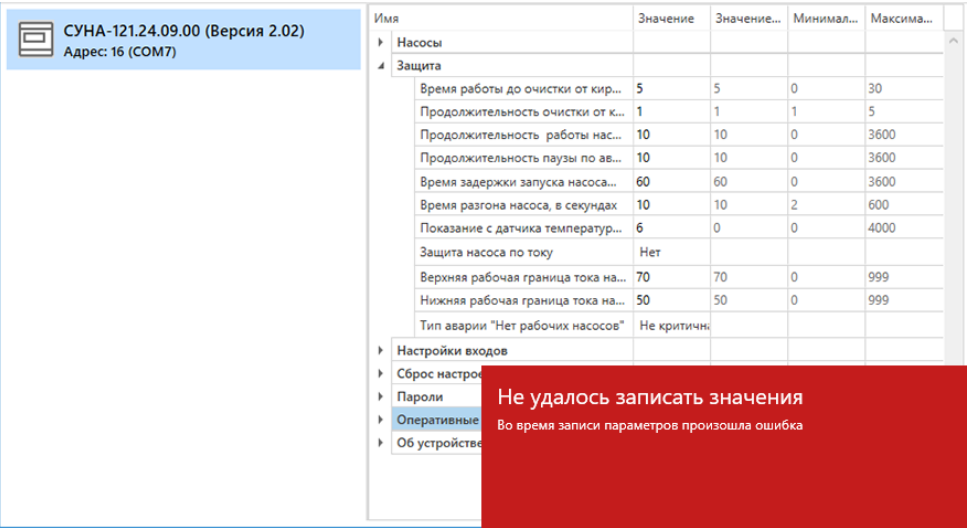 СУНА-121.24.09.00 (Версия 2.02)
Адрес: 16 (COM7)
Имя Значение Значение... Минимал... Максима...
Насосы
Защита
Время работы до очистки от кир... 5 5 0 30
Продолжительность очистки от к... 1 1 1 5
Продолжительность работы нас... 10 10 0 3600
Продолжительность паузы по ав... 10 10 0 3600
Время задержки запуска насоса... 60 60 0 3600
Время разгона насоса, в секундах 10 10 2 600
Показание с датчика температур... 6 0 0 4000
Защита насоса по току Нет
Верхняя рабочая граница тока на... 70 70 0 999
Нижняя рабочая граница тока на... 50 50 0 999
Тип аварии "Нет рабочих насосов" Не критична
Настройки входов
Сброс настрое
Пароли
Оперативные
Об устройстве
Не удалось записать значения
Во время записи параметров произошла ошибка